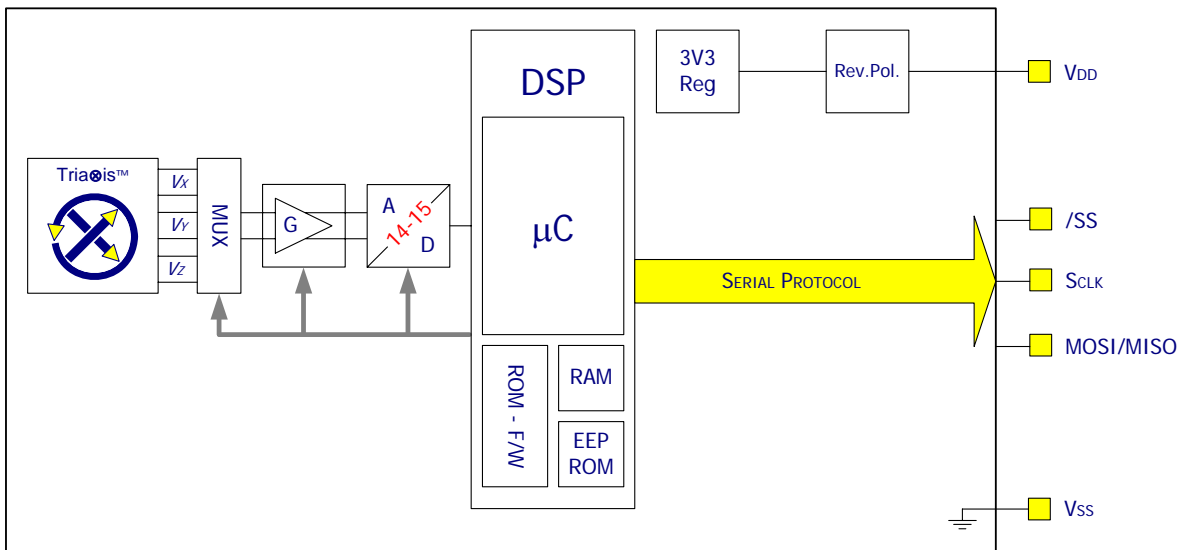 DSP
3V3
Reg
Rev.Pol.
VDD
Tria⊗is™
VX
VY
VZ
MUX
G
A
14-15
D
µC
/SS
SERIAL PROTOCOL
SCLK
MOSI/MISO
ROM - F/W
RAM
EEP
ROM
VSS